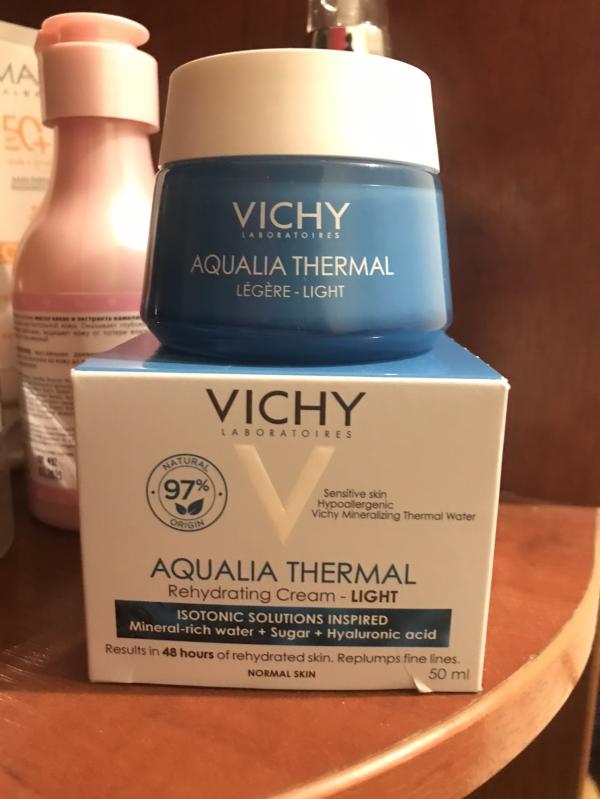 50+
VICHY
LABORATOIRES
AQUALIA THERMAL
LÉGÈRE - LIGHT
VICHY
LABORATOIRES
NATURAL
97%
ORIGIN
Sensitive skin
Hypoallergenic
Vichy Mineralizing Thermal Water
AQUALIA THERMAL
Rehydrating Cream - LIGHT
ISOTONIC SOLUTIONS INSPIRED
Mineral-rich water + Sugar + Hyaluronic acid
Results in 48 hours of rehydrated skin. Replumps fine lines.
NORMAL SKIN
50 ml